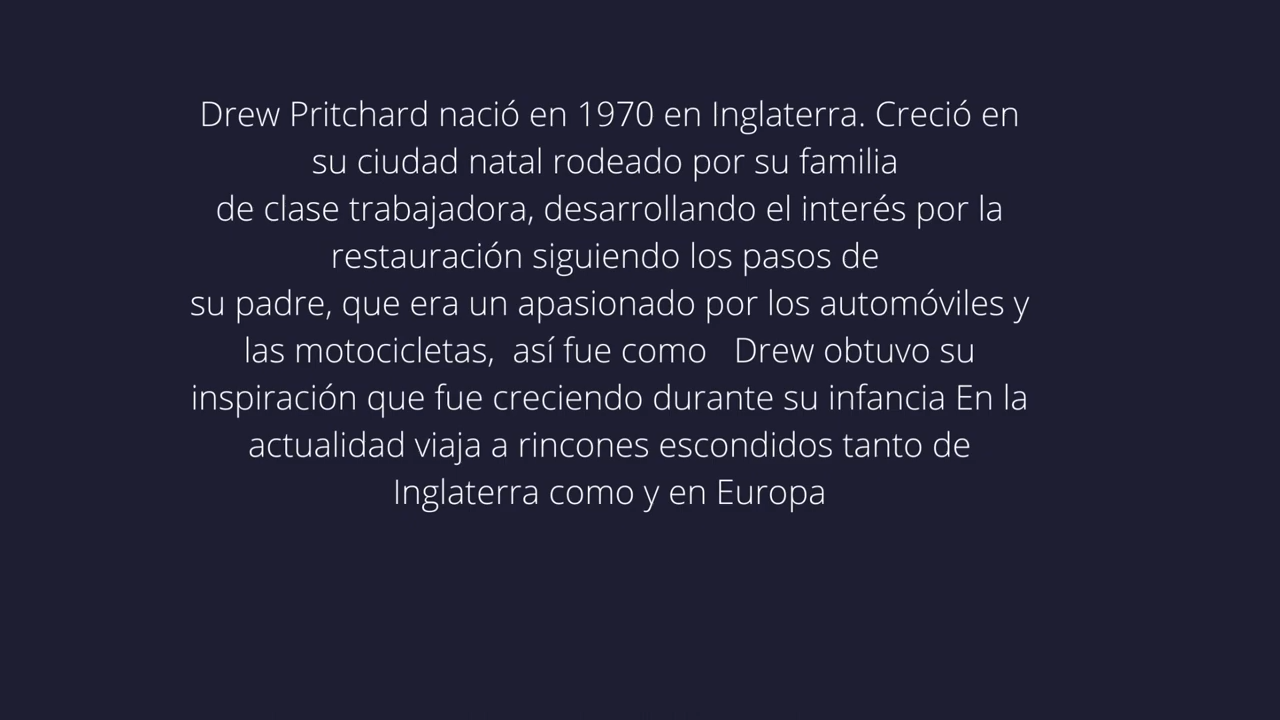 Drew Pritchard nació en 1970 en Inglaterra. Creció en
su ciudad natal rodeado por su familia
de clase trabajadora, desarrollando el interés por la
restauración siguiendo los pasos de
su padre, que era un apasionado por los automóviles y
las motocicletas,  así fue como   Drew obtuvo su
inspiración que fue creciendo durante su infancia En la
actualidad viaja a rincones escondidos tanto de
Inglaterra como y en Europa